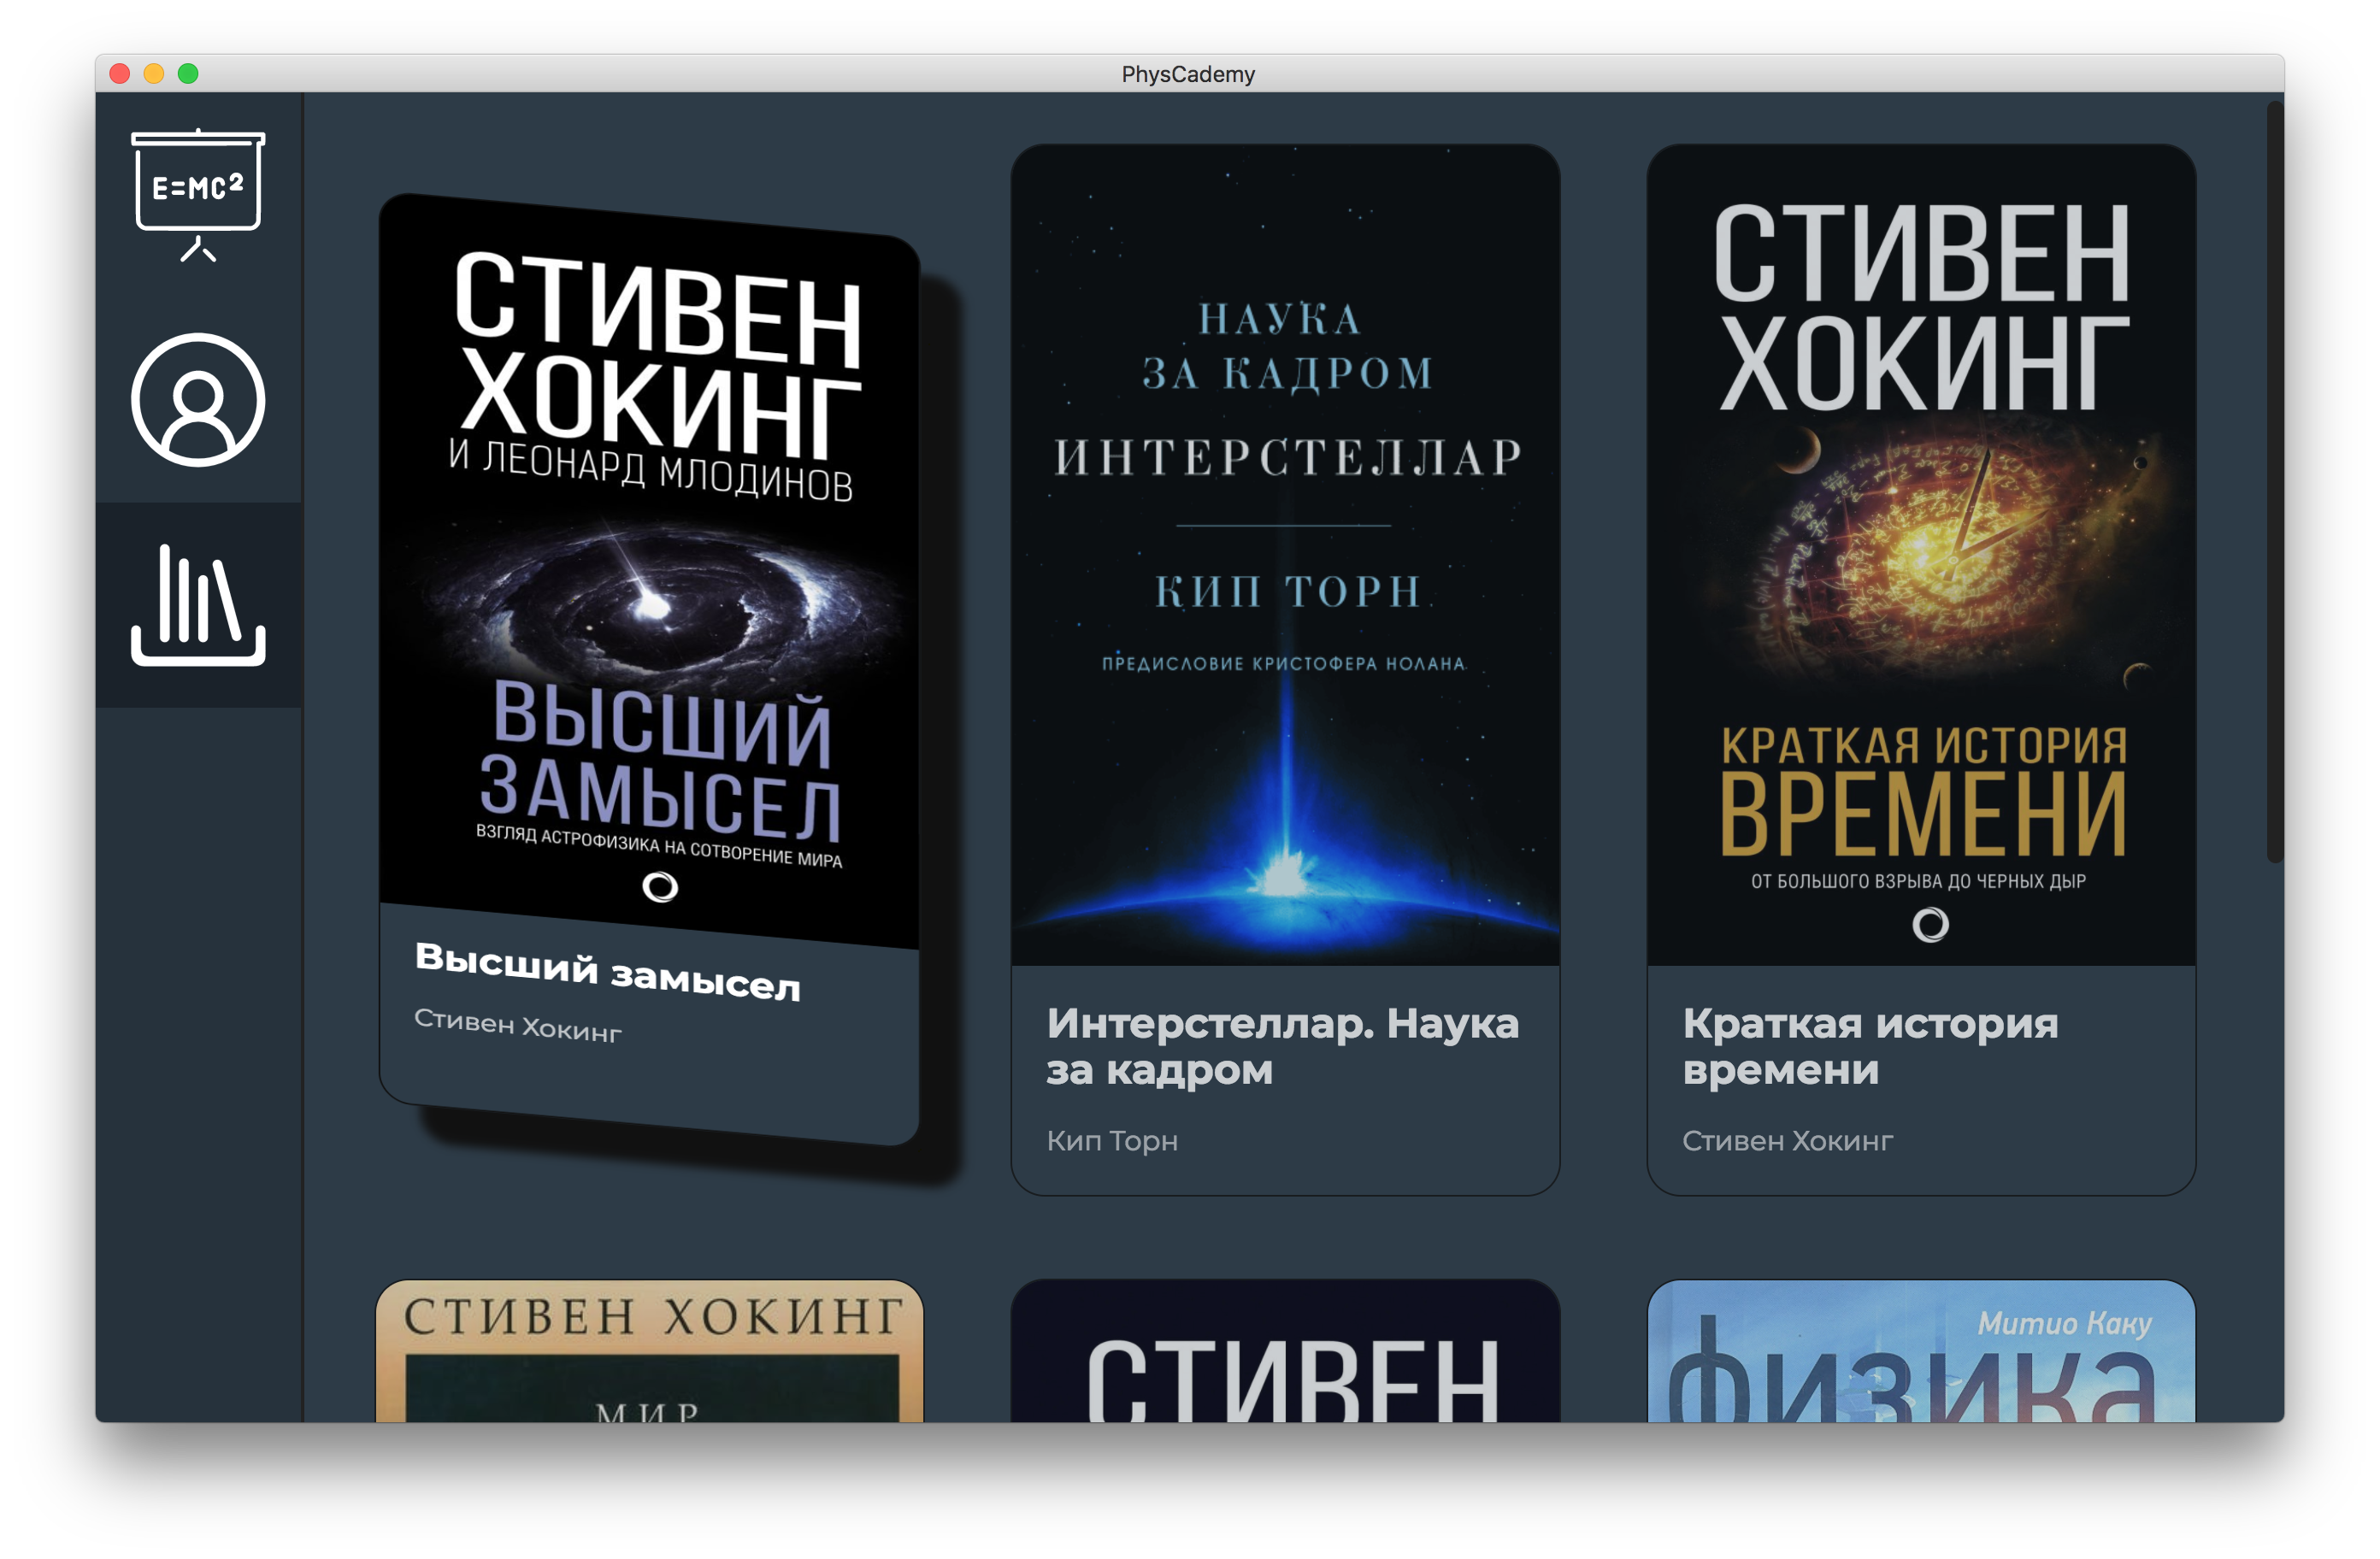 PhysCademy
E=MC²
СТИВЕН
ХОКИНГ
И ЛЕОНАРД МЛОДИНОВ
ВЫСШИЙ
ЗАМЫСЕЛ
ВЗГЛЯД АСТРОФИЗИКА НА СОТВОРЕНИЕ МИРА
Высший замысел
Стивен Хокинг
НАУКА
ЗА КАДРОМ
ИНТЕРСТЕЛЛАР
КИП ТОРН
ПРЕДИСЛОВИЕ КРИСТОФЕРА НОЛАНА
Интерстеллар. Наука
за кадром
Кип Торн
СТИВЕН
ХОКИНГ
КРАТКАЯ ИСТОРИЯ
ВРЕМЕНИ
ОТ БОЛЬШОГО ВЗРЫВА ДО ЧЕРНЫХ ДЫР
Краткая история
времени
Стивен Хокинг
СТИВЕН ХОКИНГ
МИР
СТИВЕН
Митио Каку
физика